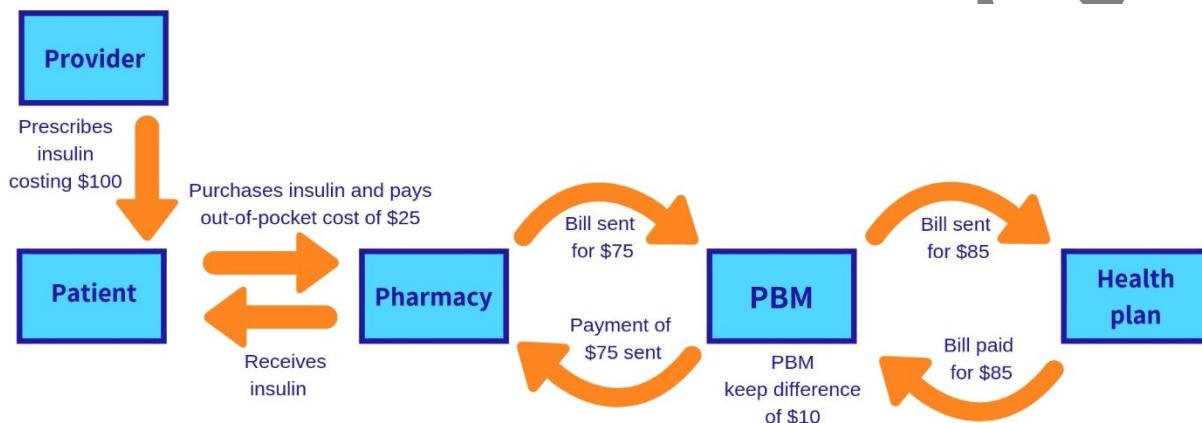 Provider
Prescribes
insulin
costing $100
Purchases insulin and pays
out-of-pocket cost of $25
Patient
Receives
insulin
Pharmacy
Bill sent
for $75
Payment of
$75 sent
PBM
PBM
keep difference
of $10
Bill sent
for $85
Bill paid
for $85
Health
plan